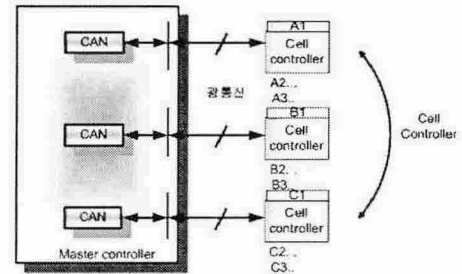 CAN
A1
Cell
controller
A2. .
A3..
광통신
CAN
B1
Cell
controller
B2. .
B3..
Cell
Controller
CAN
C1
Cell
controller
C2. .
C3..
Master controller